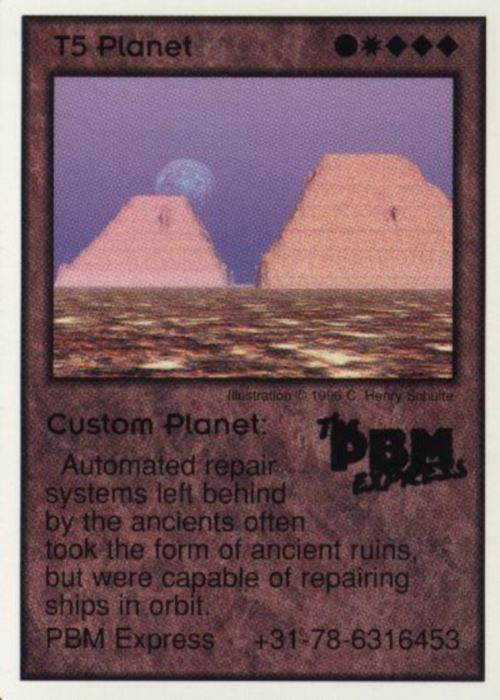 T5 Planet
Illustration © 1996 C. Henry Schulte
Custom Planet:
The
PBM
EXPRESS
Automated repair
systems left behind
by the ancients often
took the form of ancient ruins,
but were capable of repairing
ships in orbit.
PBM Express +31-78-6316453